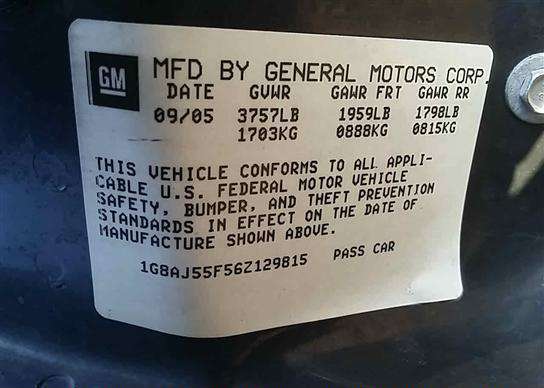 GM MFD BY GENERAL MOTORS CORP.
DATE GVWR GAWR FRT GAWR RR
09/05 3757LB 1959LB 1798LB
1703KG 0888KG 0815KG
THIS VEHICLE CONFORMS TO ALL APPLI-
CABLE U.S. FEDERAL MOTOR VEHICLE
SAFETY, BUMPER, AND THEFT PREVENTION
STANDARDS IN EFFECT ON THE DATE OF
MANUFACTURE SHOWN ABOVE.
1G8AJ55F56Z129815 PASS CAR